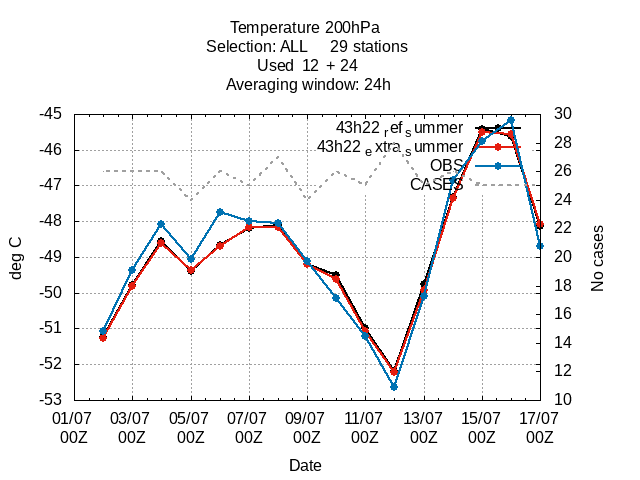 Temperature 200hPa
Selection: ALL 29 stations
Used 12 + 24
Averaging window: 24h
deg C
-45
-46
-47
-48
-49
-50
-51
-52
-53
43h22 ref summer
43h22 extra summer
OBS
CASES
30
28
26
24
22
20
18
16
14
12
10
No cases
01/07 03/07 05/07 07/07 09/07 11/07 13/07 15/07 17/07
00Z 00Z 00Z 00Z 00Z 00Z 00Z 00Z 00Z
Date